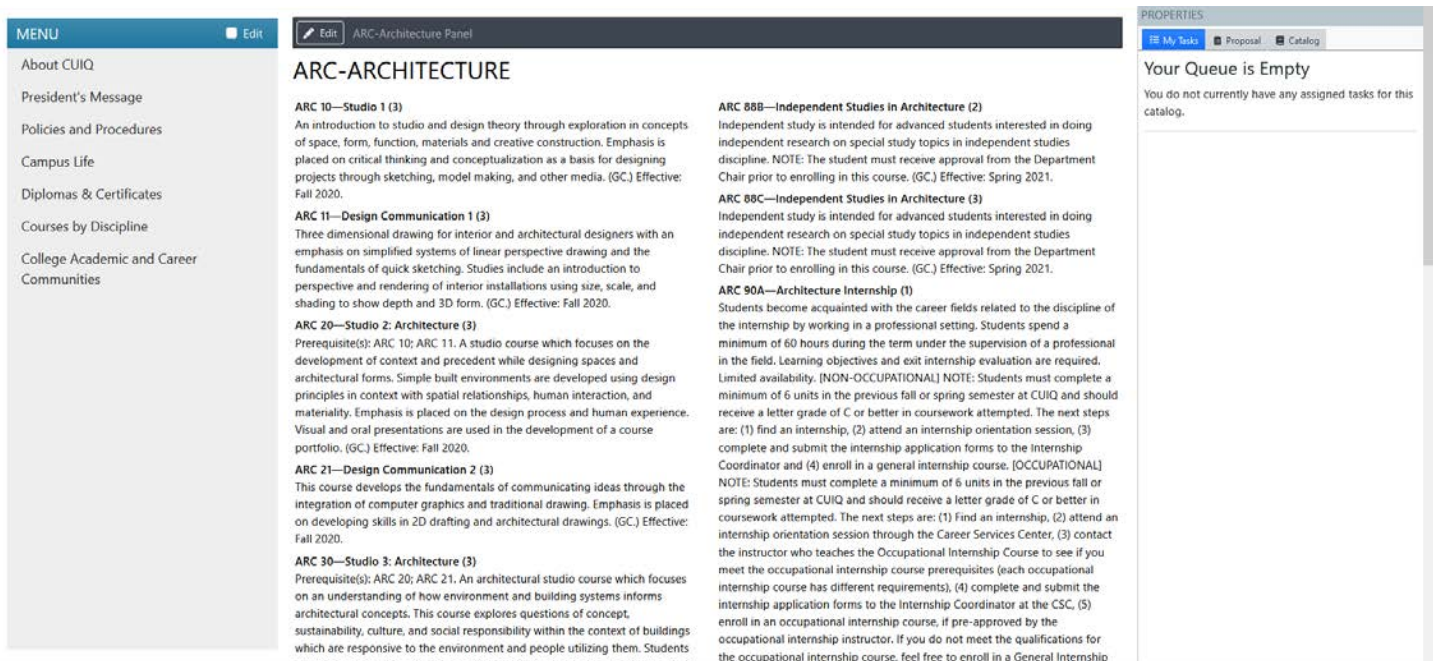 MENU
Edit
About CUIQ
President's Message
Policies and Procedures
Campus Life
Diplomas & Certificates
Courses by Discipline
College Academic and Career
Communities
Edit
ARC-Architecture Panel
ARC-ARCHITECTURE
ARC 10—Studio 1 (3)
An introduction to studio and design theory through exploration in concepts
of space, form, function, materials and creative construction. Emphasis is
placed on critical thinking and conceptualization as a basis for designing
projects through sketching, model making, and other media. (GC.) Effective:
Fall 2020.
ARC 11—Design Communication 1 (3)
Three dimensional drawing for interior and architectural designers with an
emphasis on simplified systems of linear perspective drawing and the
fundamentals of quick sketching. Studies include an introduction to
perspective and rendering of interior installations using size, scale, and
shading to show depth and 3D form. (GC.) Effective: Fall 2020.
ARC 20—Studio 2: Architecture (3)
Prerequisite(s): ARC 10; ARC 11. A studio course which focuses on the
development of context and precedent while designing spaces and
architectural forms. Simple built environments are developed using design
principles in context with spatial relationships, human interaction, and
materiality. Emphasis is placed on the design process and human experience.
Visual and oral presentations are used in the development of a course
portfolio. (GC.) Effective: Fall 2020.
ARC 21—Design Communication 2 (3)
This course develops the fundamentals of communicating ideas through the
integration of computer graphics and traditional drawing. Emphasis is placed
on developing skills in 2D drafting and architectural drawings. (GC.) Effective:
Fall 2020.
ARC 30—Studio 3: Architecture (3)
Prerequisite(s): ARC 20; ARC 21. An architectural studio course which focuses
on an understanding of how environment and building systems informs
architectural concepts. This course explores questions of concept,
sustainability, culture, and social responsibility within the context of buildings
which are responsive to the environment and people utilizing them. Students
ARC 88B—Independent Studies in Architecture (2)
Independent study is intended for advanced students interested in doing
independent research on special study topics in independent studies
discipline. NOTE: The student must receive approval from the Department
Chair prior to enrolling in this course. (GC.) Effective: Spring 2021.
ARC 88C—Independent Studies in Architecture (3)
Independent study is intended for advanced students interested in doing
independent research on special study topics in independent studies
discipline. NOTE: The student must receive approval from the Department
Chair prior to enrolling in this course. (GC.) Effective: Spring 2021.
ARC 90A—Architecture Internship (1)
Students become acquainted with the career fields related to the discipline of
the internship by working in a professional setting. Students spend a
minimum of 60 hours during the term under the supervision of a professional
in the field. Learning objectives and exit internship evaluation are required.
Limited availability. [NON-OCCUPATIONAL] NOTE: Students must complete a
minimum of 6 units in the previous fall or spring semester at CUIQ and should
receive a letter grade of C or better in coursework attempted. The next steps
are: (1) find an internship, (2) attend an internship orientation session, (3)
complete and submit the internship application forms to the Internship
Coordinator and (4) enroll in a general internship course. [OCCUPATIONAL]
NOTE: Students must complete a minimum of 6 units in the previous fall or
spring semester at CUIQ and should receive a letter grade of C or better in
coursework attempted. The next steps are: (1) Find an internship, (2) attend an
internship orientation session through the Career Services Center, (3) contact
the instructor who teaches the Occupational Internship Course to see if you
meet the occupational internship course prerequisites (each occupational
internship course has different requirements), (4) complete and submit the
internship application forms to the Internship Coordinator at the CSC, (5)
enroll in an occupational internship course, if pre-approved by the
occupational internship instructor. If you do not meet the qualifications for
the occupational internship course, feel free to enroll in a General Internship
PROPERTIES
My Tasks
Proposal
Catalog
Your Queue is Empty
You do not currently have any assigned tasks for this
catalog.